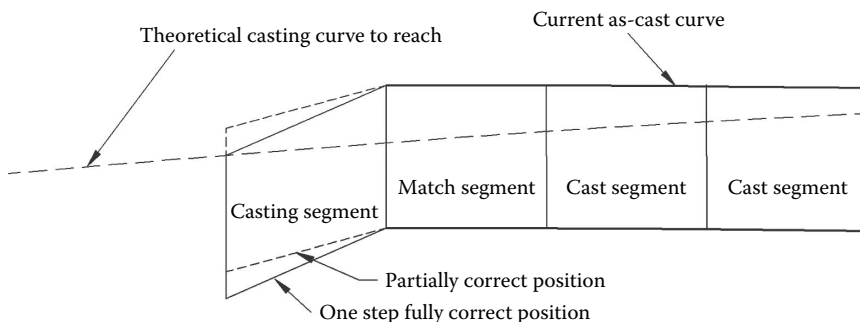 Theoretical casting curve to reach
Current as-cast curve
Casting segment
Match segment
Cast segment
Cast segment
Partially correct position
One step fully correct position